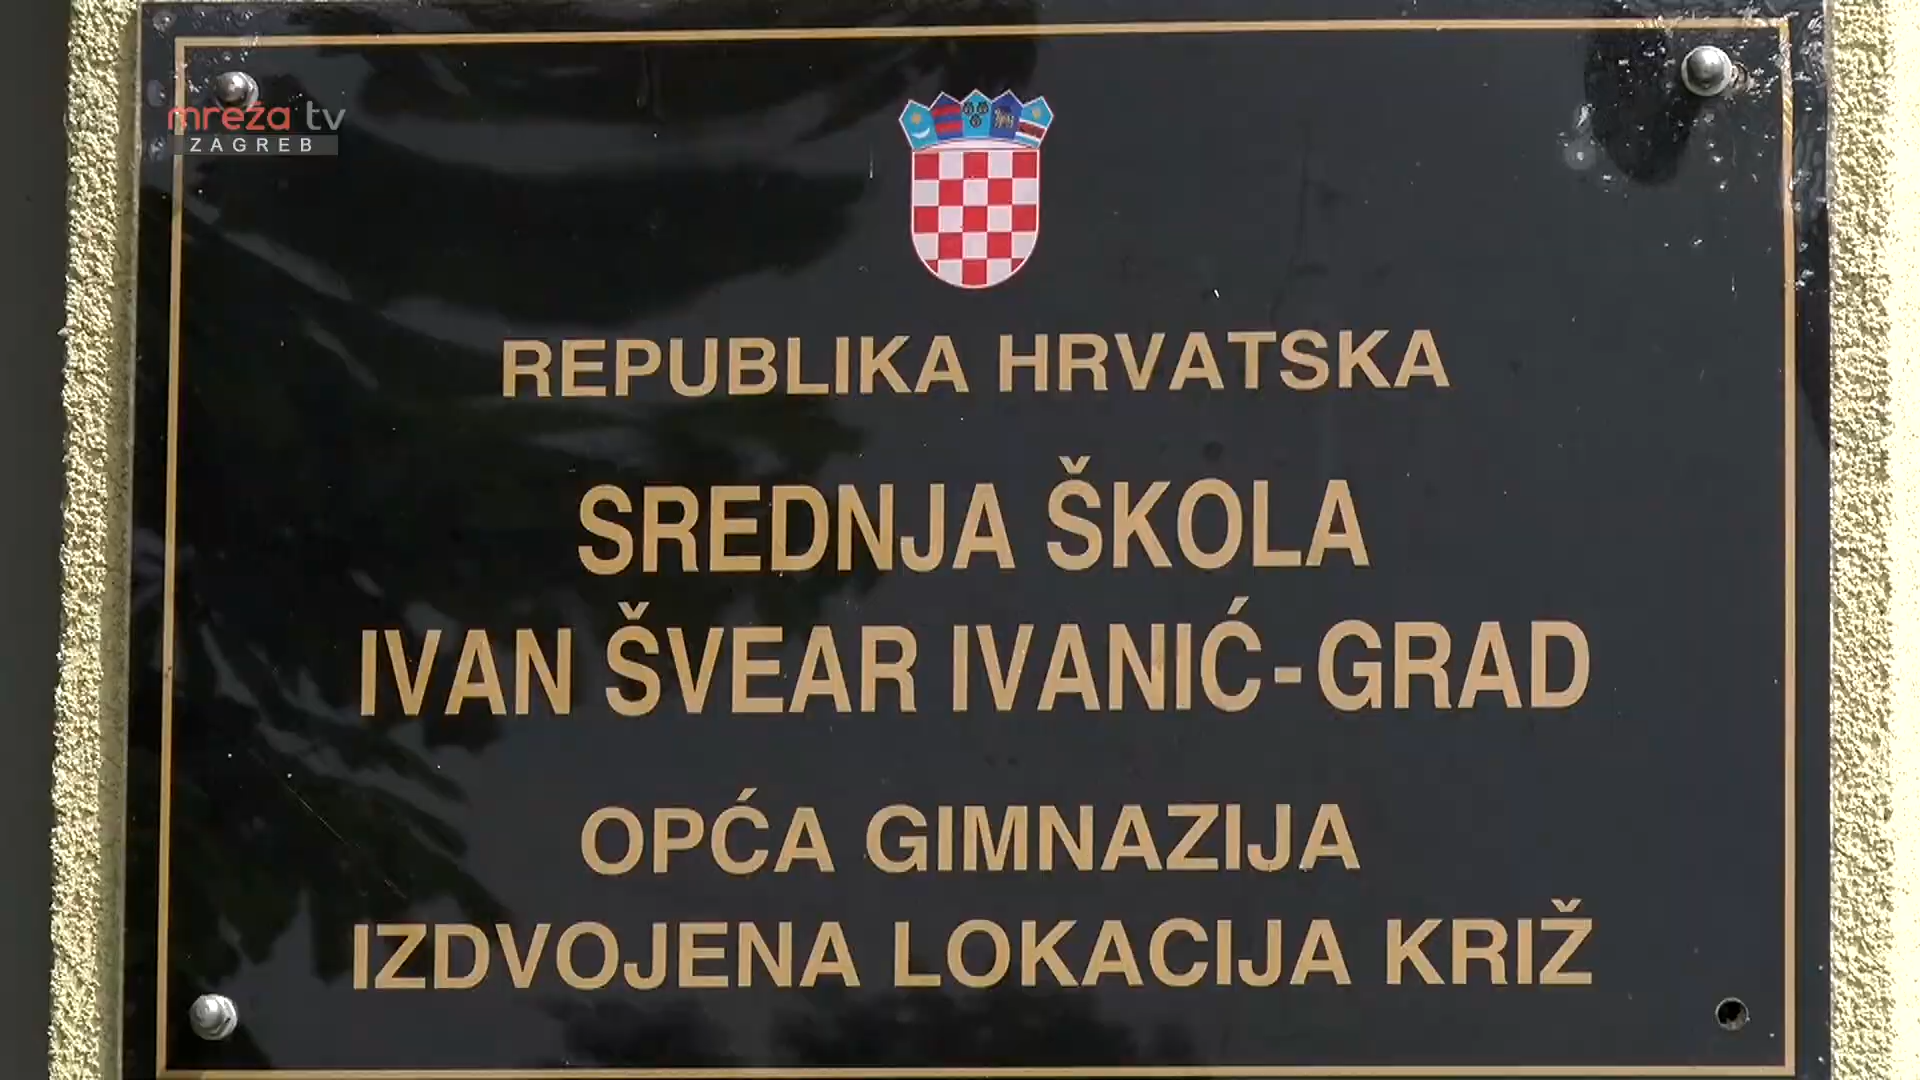 mreža tv
ZAGREB
REPUBLIKA HRVATSKA
SREDNJA ŠKOLA
IVAN ŠVEAR IVANIĆ-GRAD
OPĆA GIMNAZIJA
IZDVOJENA LOKACIJA KRIŽ